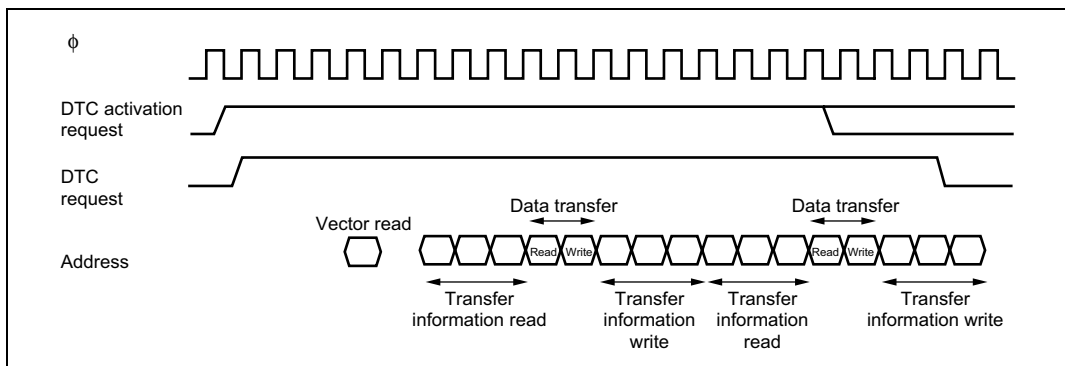 ϕ
DTC activation
request
DTC
request
Data transfer
Data transfer
Vector read
Address
Read
Write
Read
Write
Transfer
information read
Transfer
information
write
Transfer
information
read
Transfer
information write